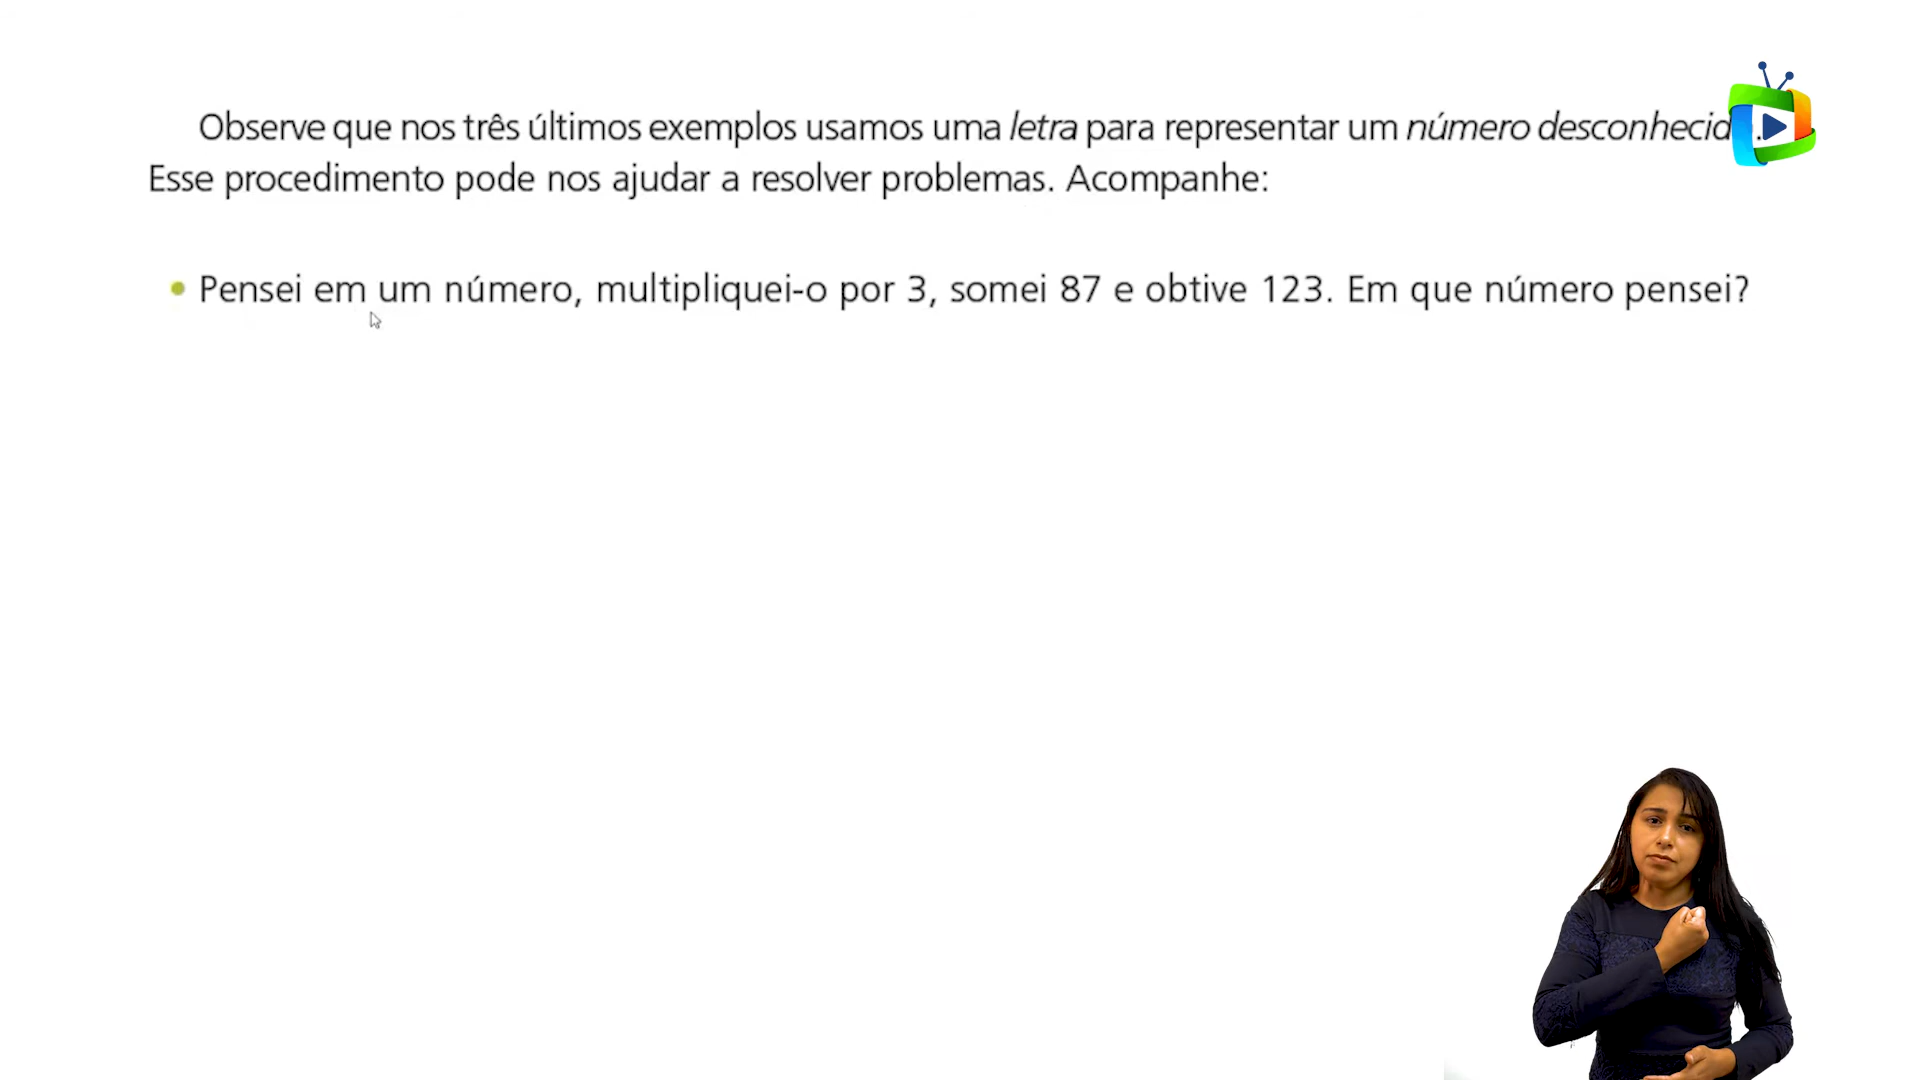 Observe que nos três últimos exemplos usamos uma letra para representar um número desconhecid.
Esse procedimento pode nos ajudar a resolver problemas. Acompanhe:
• Pensei em um número, multipliquei-o por 3, somei 87 e obtive 123. Em que número pensei?